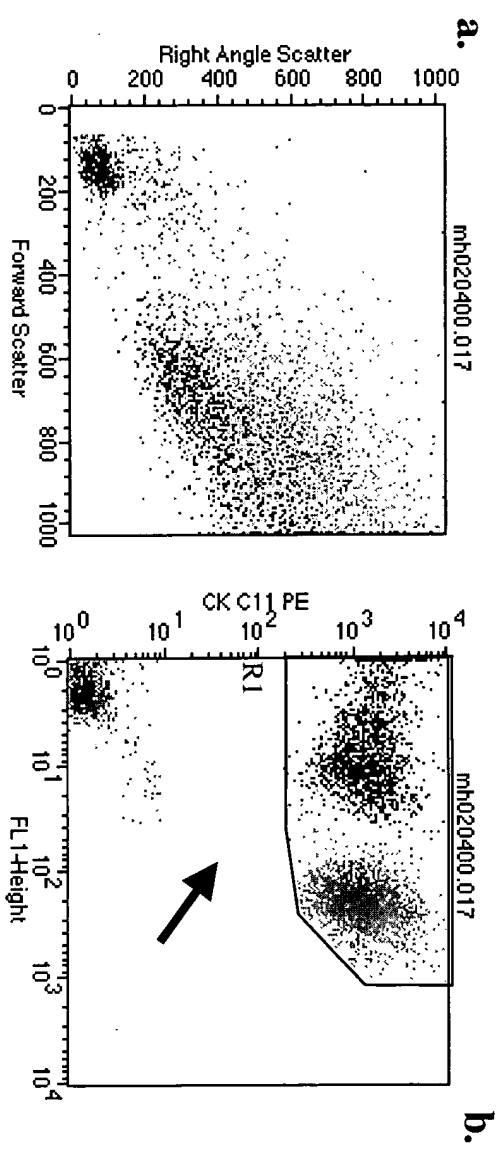 a.
mh020400.017
Right Angle Scatter
0 200 400 600 800 1000
0 200 400 600 800 1000
Forward Scatter
b.
mh020400.017
CK C11 PE
10^0 10^1 10^2 10^3 10^4
R1
10^0 10^1 10^2 10^3 10^4
FL1-Height